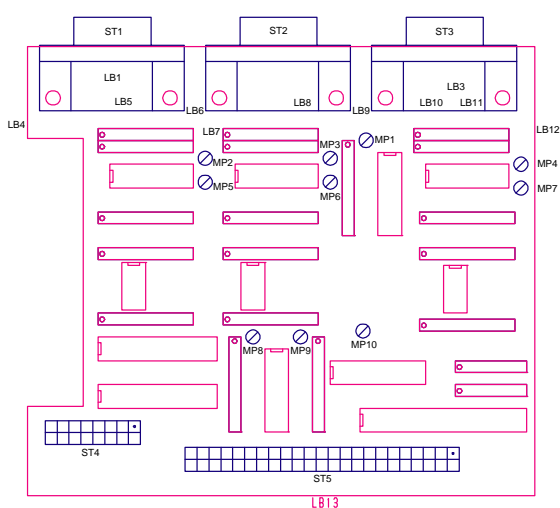 ST1 ST2 ST3
LB1 LB3
LB5 LB8 LB10 LB11
LB6 LB9
LB4 LB7 LB12
MP1
MP3
MP2 MP4
MP5 MP6 MP7
MP10
MP8 MP9
ST4
ST5
LB13